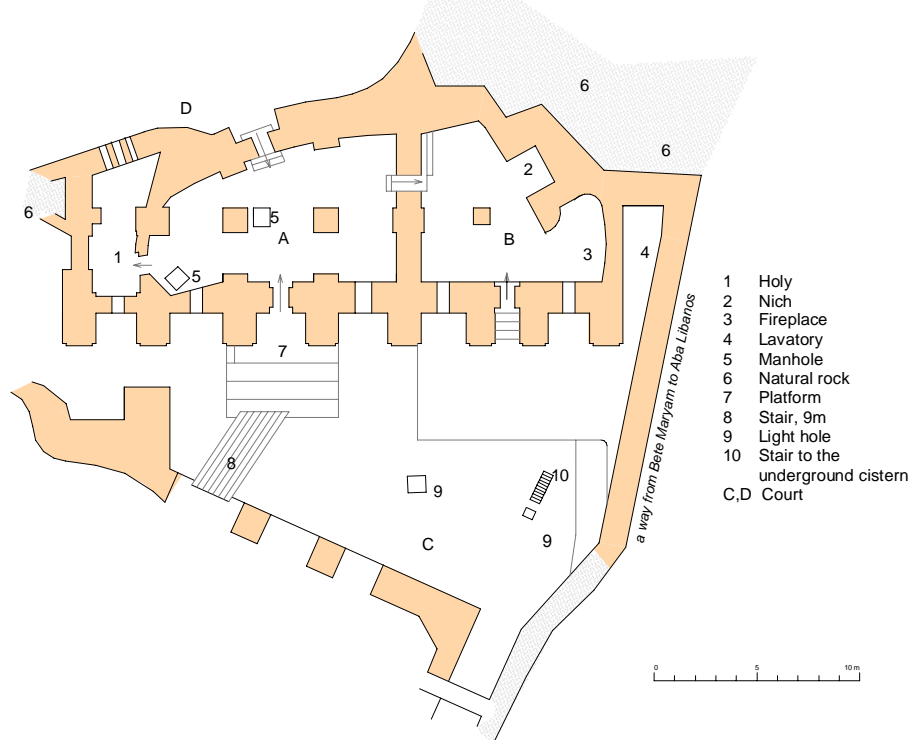 6
D
6
2
6
5
A
B
1
5
3
4
7
8
9
10
C
9
a way from Bete Maryam to Aba Libanos
1 Holy
2 Nich
3 Fireplace
4 Lavatory
5 Manhole
6 Natural rock
7 Platform
8 Stair, 9m
9 Light hole
10 Stair to the
underground cistern
C,D Court
0 5 10 m